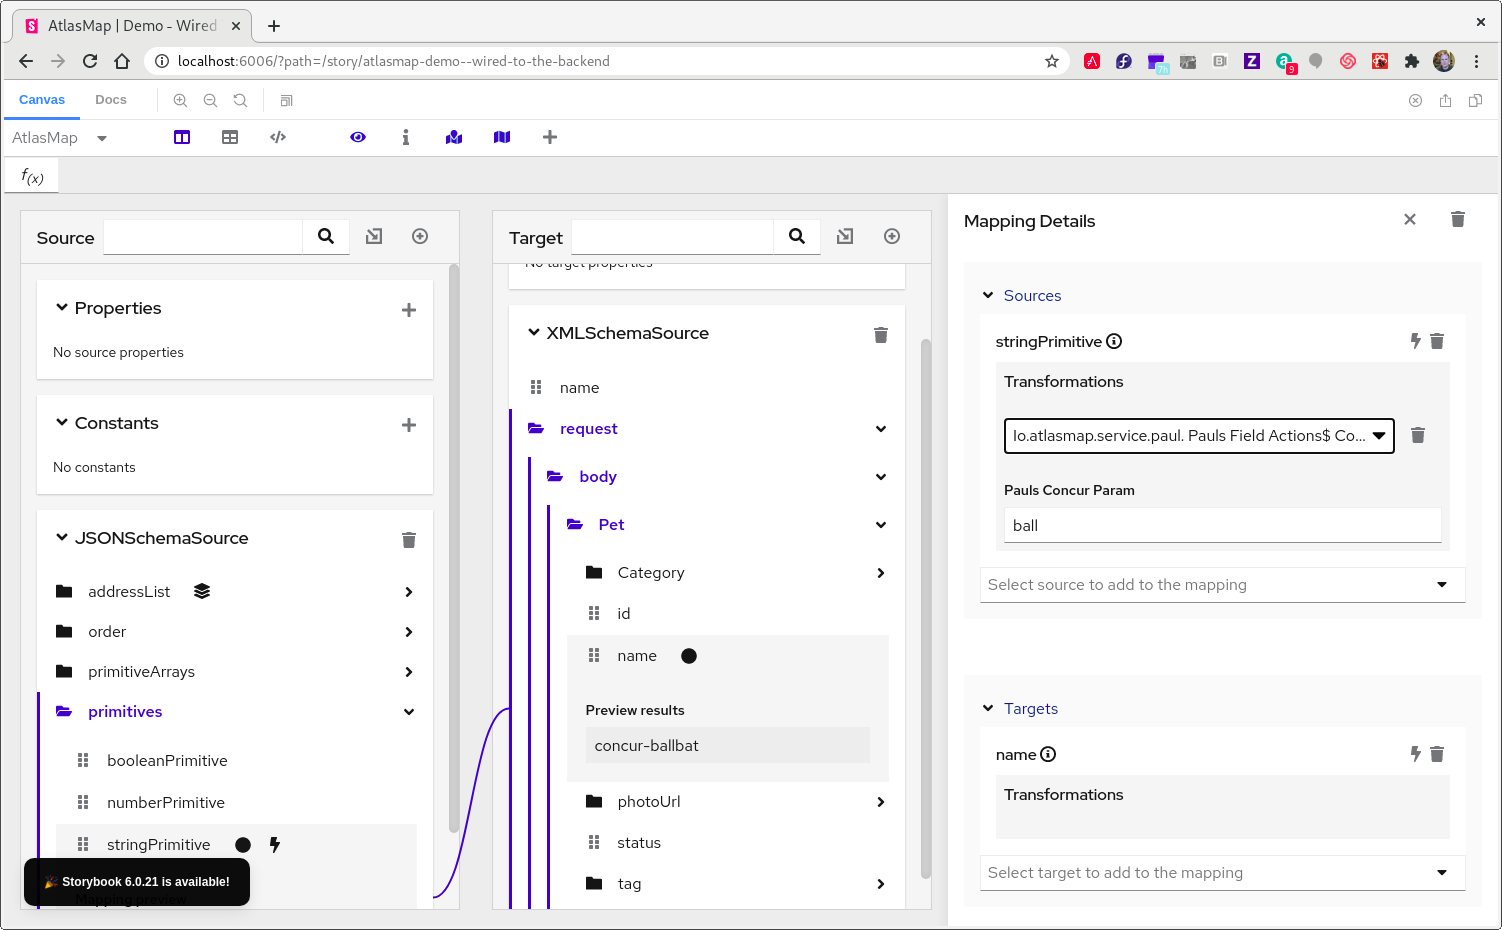 AtlasMap | Demo - Wired
localhost:6006/?path=/story/atlasmap-demo--wired-to-the-backend
9
Canvas
Docs
AtlasMap
f(x)
Source
Properties
No source properties
Constants
No constants
JSONSchemaSource
addressList
order
primitiveArrays
primitives
booleanPrimitive
numberPrimitive
stringPrimitive
🎉 Storybook 6.0.21 is available!
Mapping preview
Target
No target properties
XMLSchemaSource
name
request
body
Pet
Category
id
name
Preview results
concur-ballbat
photoUrl
status
tag
Mapping Details
Sources
stringPrimitive
Transformations
Io.atlasmap.service.paul. Pauls Field Actions$ Co...
Pauls Concur Param
ball
Select source to add to the mapping
Targets
name
Transformations
Select target to add to the mapping